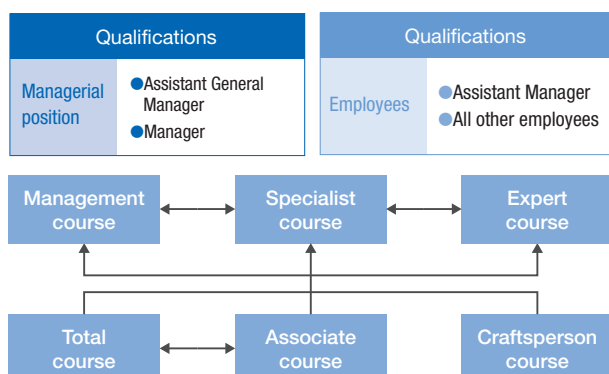 Qualifications
Managerial
position
●Assistant General
Manager
●Manager
Qualifications
Employees
●Assistant Manager
●All other employees
Management
course
Specialist
course
Expert
course
Total
course
Associate
course
Craftsperson
course